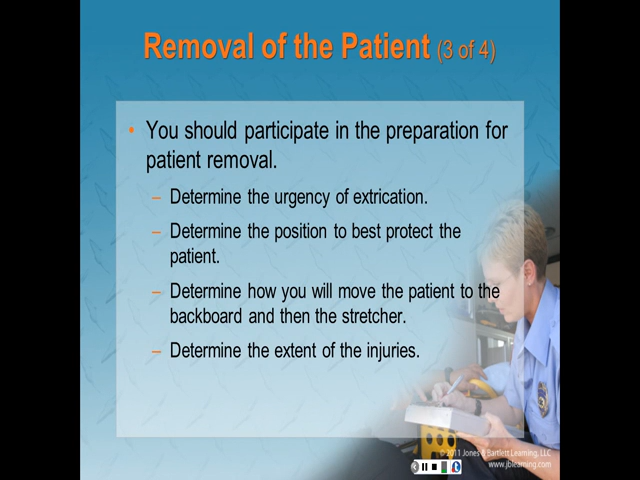 Removal of the Patient (3 of 4)
• You should participate in the preparation for
patient removal.
– Determine the urgency of extrication.
– Determine the position to best protect the
patient.
– Determine how you will move the patient to the
backboard and then the stretcher.
– Determine the extent of the injuries.
© 2011 Jones & Bartlett Learning, LLC
www.jblearning.com